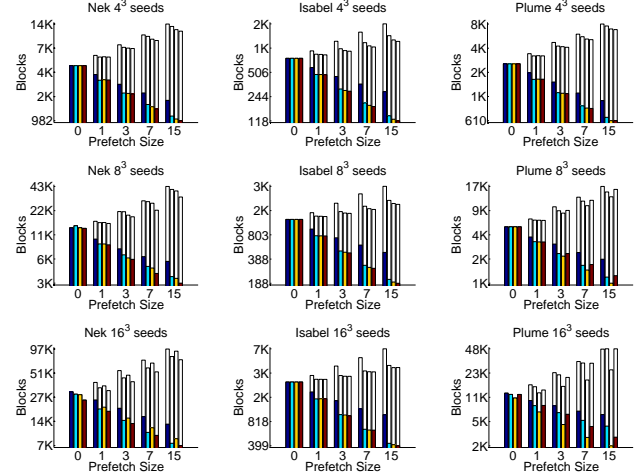 Nek 4³ seeds
14K
7K
4K
2K
982
Blocks
0 1 3 7 15
Prefetch Size
Isabel 4³ seeds
2K
1K
506
244
118
Blocks
0 1 3 7 15
Prefetch Size
Plume 4³ seeds
8K
4K
2K
1K
610
Blocks
0 1 3 7 15
Prefetch Size
Nek 8³ seeds
43K
22K
11K
6K
3K
Blocks
0 1 3 7 15
Prefetch Size
Isabel 8³ seeds
3K
2K
803
388
188
Blocks
0 1 3 7 15
Prefetch Size
Plume 8³ seeds
17K
9K
4K
2K
1K
Blocks
0 1 3 7 15
Prefetch Size
Nek 16³ seeds
97K
51K
27K
14K
7K
Blocks
0 1 3 7 15
Prefetch Size
Isabel 16³ seeds
7K
3K
2K
818
399
Blocks
0 1 3 7 15
Prefetch Size
Plume 16³ seeds
48K
23K
11K
5K
2K
Blocks
0 1 3 7 15
Prefetch Size